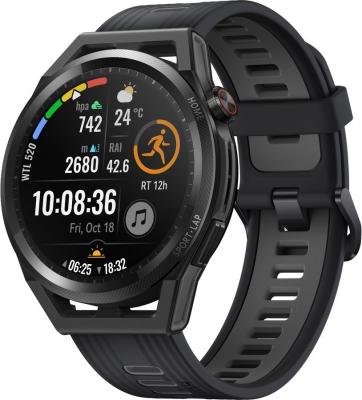 HOME
hpa
742
24 °C
m
2680
RAI
42.6
WTL 520
RT 12h
10:08:36
Fri, Oct 18
06:25 18:32
SPORT·LAP